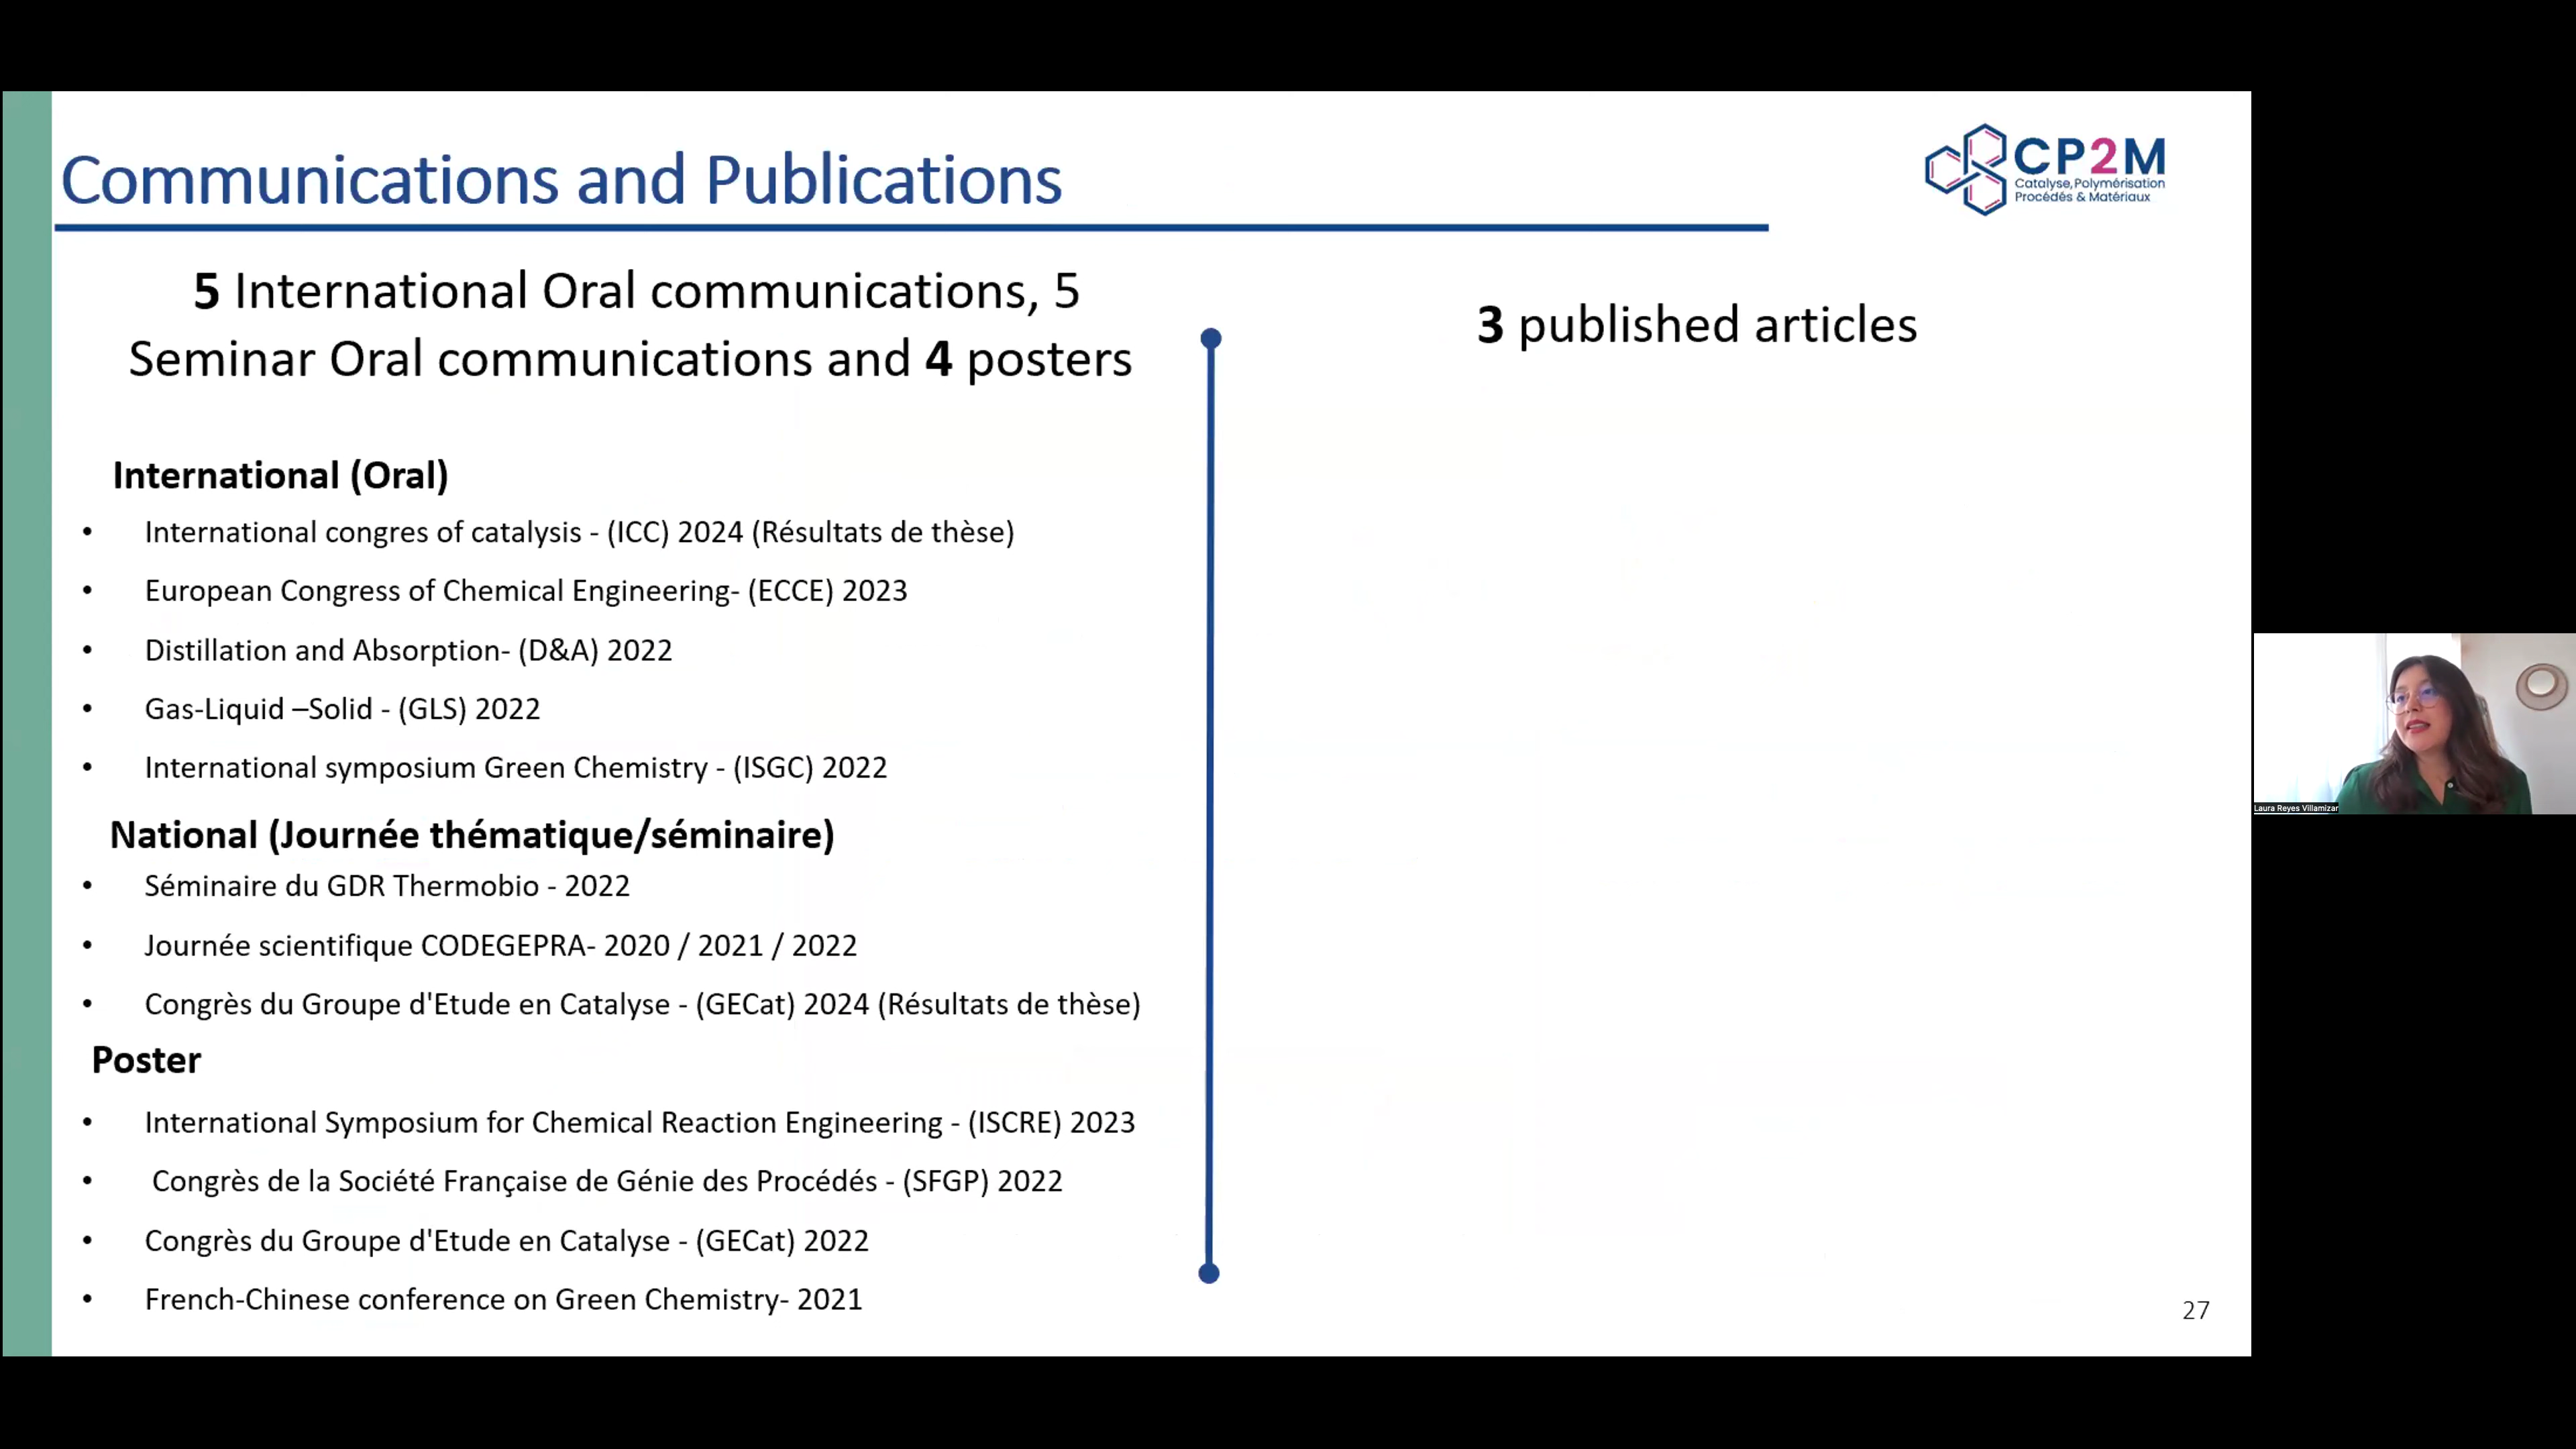 Communications and Publications
CP2M
Catalyse, Polymérisation
Procédés & Matériaux
5 International Oral communications, 5
Seminar Oral communications and 4 posters
International (Oral)
• International congres of catalysis - (ICC) 2024 (Résultats de thèse)
• European Congress of Chemical Engineering- (ECCE) 2023
• Distillation and Absorption- (D&A) 2022
• Gas-Liquid –Solid - (GLS) 2022
• International symposium Green Chemistry - (ISGC) 2022
National (Journée thématique/séminaire)
• Séminaire du GDR Thermobio - 2022
• Journée scientifique CODEGEPRA- 2020 / 2021 / 2022
• Congrès du Groupe d'Etude en Catalyse - (GECat) 2024 (Résultats de thèse)
Poster
• International Symposium for Chemical Reaction Engineering - (ISCRE) 2023
• Congrès de la Société Française de Génie des Procédés - (SFGP) 2022
• Congrès du Groupe d'Etude en Catalyse - (GECat) 2022
• French-Chinese conference on Green Chemistry- 2021
3 published articles
27
Laura Reyes Villamizar